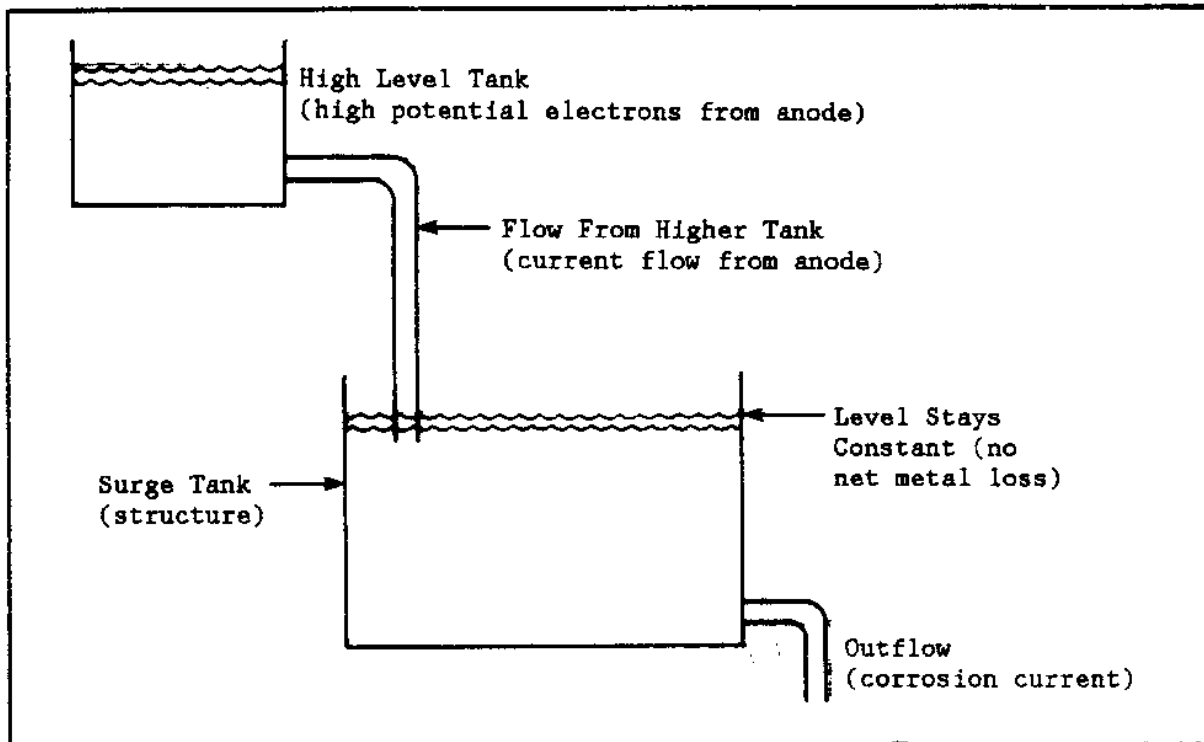 High Level Tank
(high potential electrons from anode)
Flow From Higher Tank
(current flow from anode)
Level Stays
Constant (no
net metal loss)
Surge Tank
(structure)
Outflow
(corrosion current)